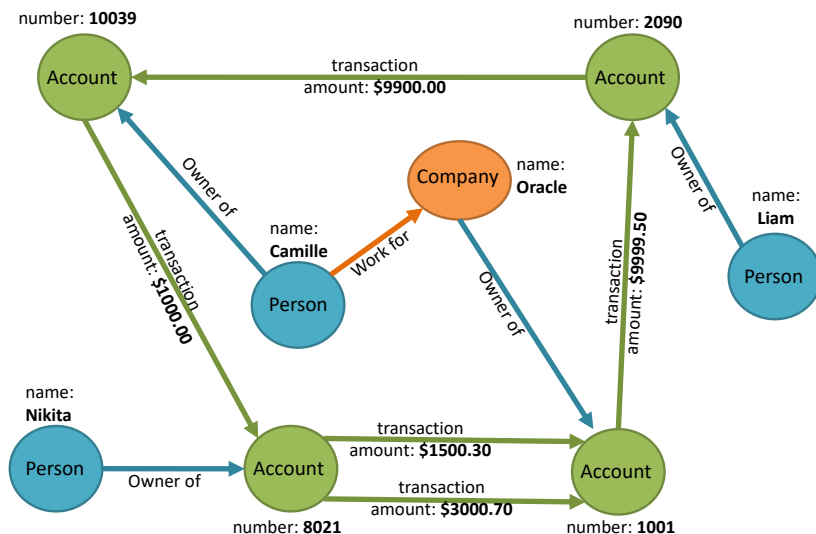 number: 10039
number: 2090
Account
transaction
amount: $9900.00
Account
Owner of
Company
name:
Oracle
name:
Liam
Owner of
name:
Camille
Work for
transaction
amount: $1000.00
Person
Owner of
transaction
amount: $9999.50
Person
name:
Nikita
Person
Owner of
Account
transaction
amount: $1500.30
transaction
amount: $3000.70
Account
number: 8021
number: 1001